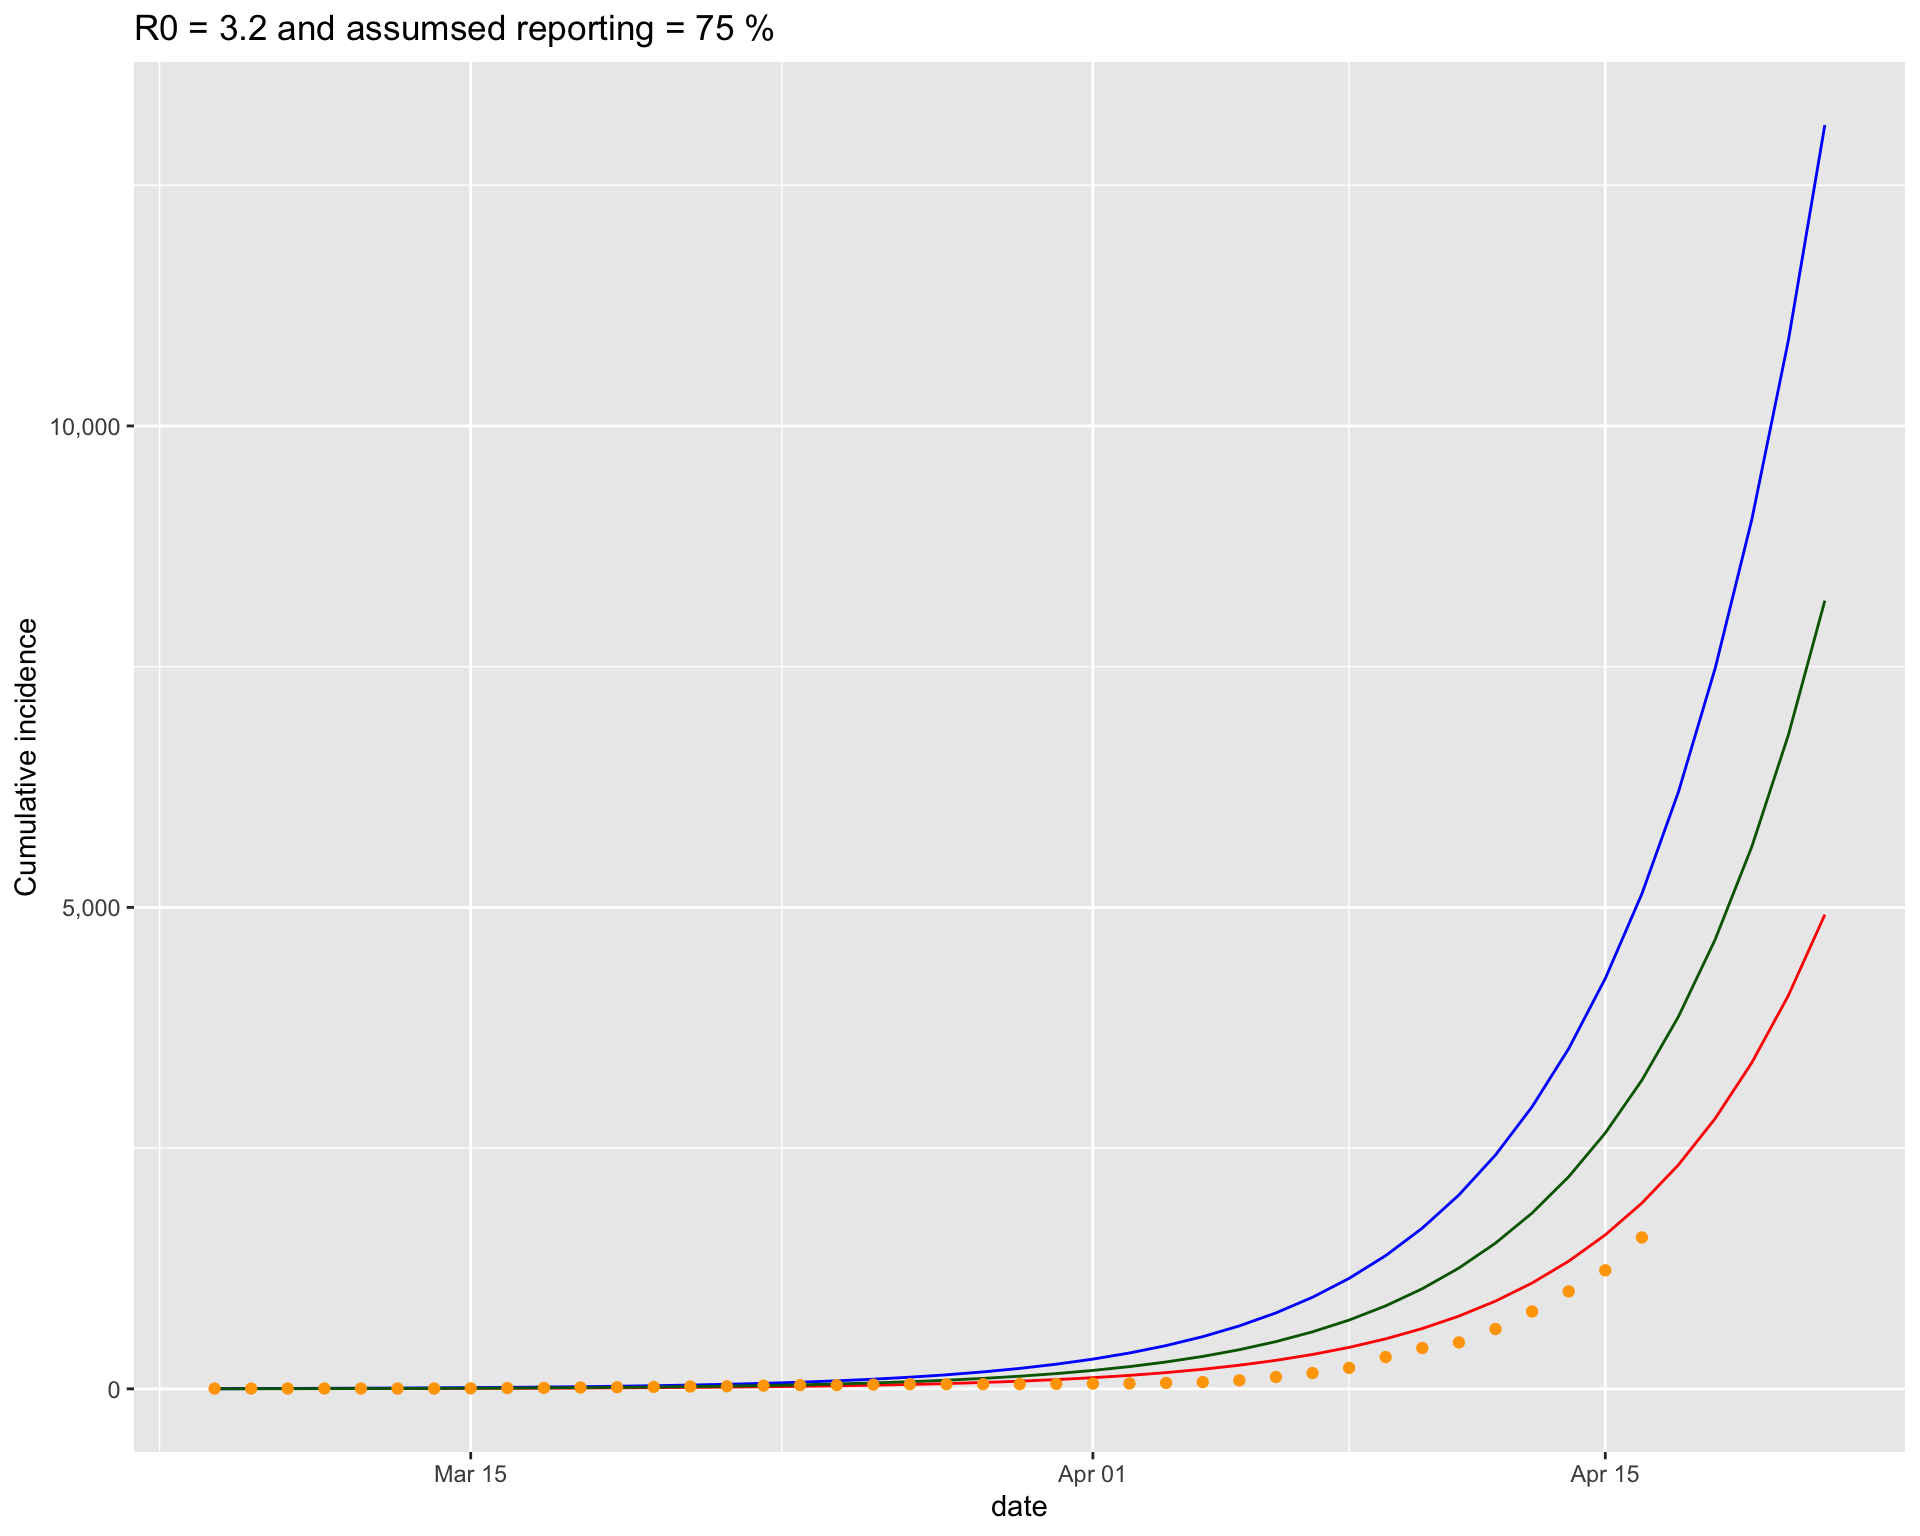 R0 = 3.2 and assumsed reporting = 75 %
Cumulative incidence
10,000
5,000
0
Mar 15
Apr 01
Apr 15
date